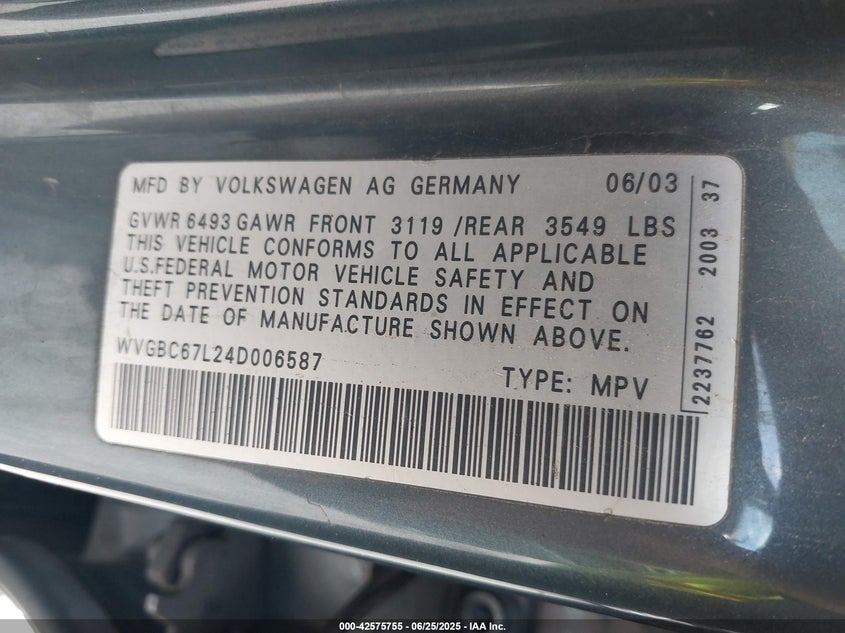 MFD BY VOLKSWAGEN AG GERMANY 06/03
GVWR 6493 GAWR FRONT 3119 /REAR 3549 LBS
THIS VEHICLE CONFORMS TO ALL APPLICABLE
U.S.FEDERAL MOTOR VEHICLE SAFETY AND
THEFT PREVENTION STANDARDS IN EFFECT ON
THE DATE OF MANUFACTURE SHOWN ABOVE.
WVGBC67L24D006587
TYPE: MPV
2237762 2003 37
000-42575755 - 06/25/2025 - IAA Inc.